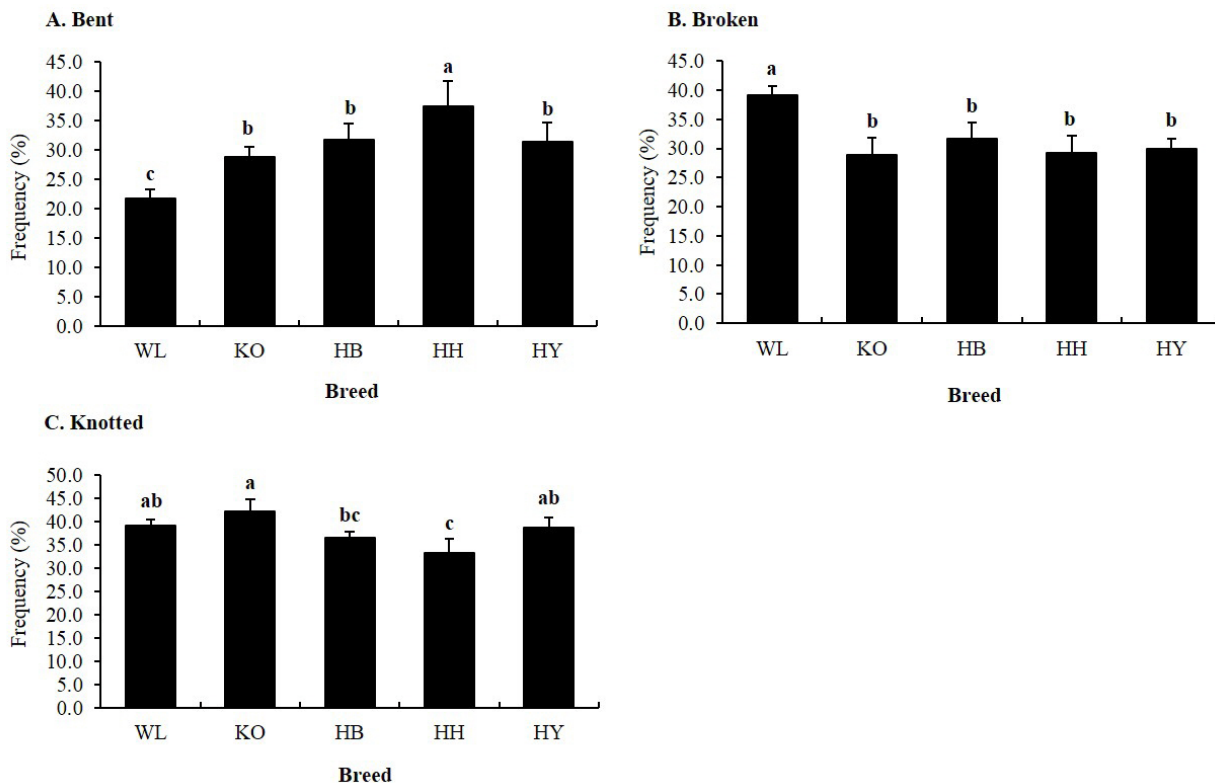 A. Bent
Frequency (%)
45.0
40.0
35.0
30.0
25.0
20.0
15.0
10.0
5.0
0.0
c
b
b
a
b
WL KO HB HH HY
Breed
B. Broken
Frequency (%)
45.0
40.0
35.0
30.0
25.0
20.0
15.0
10.0
5.0
0.0
a
b
b
b
b
WL KO HB HH HY
Breed
C. Knotted
Frequency (%)
50.0
45.0
40.0
35.0
30.0
25.0
20.0
15.0
10.0
5.0
0.0
ab
a
bc
c
ab
WL KO HB HH HY
Breed